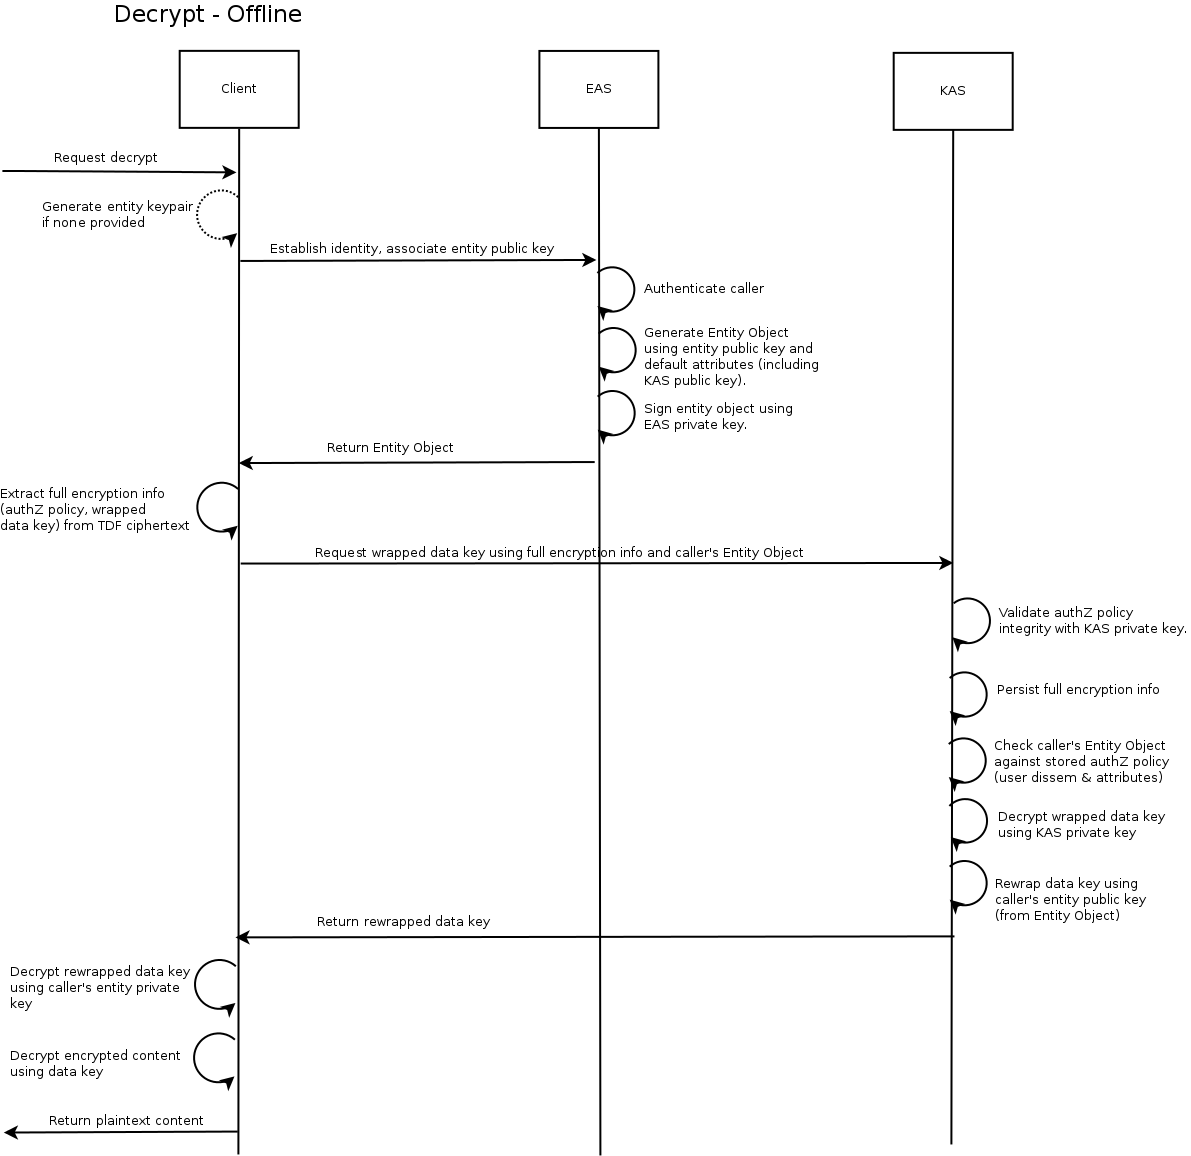 Decrypt - Offline
Client
EAS
KAS
Request decrypt
Generate entity keypair
if none provided
Establish identity, associate entity public key
Authenticate caller
Generate Entity Object
using entity public key and
default attributes (including
KAS public key).
Sign entity object using
EAS private key.
Return Entity Object
Extract full encryption info
(authZ policy, wrapped
data key) from TDF ciphertext
Request wrapped data key using full encryption info and caller's Entity Object
Validate authZ policy
integrity with KAS private key.
Persist full encryption info
Check caller's Entity Object
against stored authZ policy
(user dissem & attributes)
Decrypt wrapped data key
using KAS private key
Rewrap data key using
caller's entity public key
(from Entity Object)
Return rewrapped data key
Decrypt rewrapped data key
using caller's entity private
key
Decrypt encrypted content
using data key
Return plaintext content